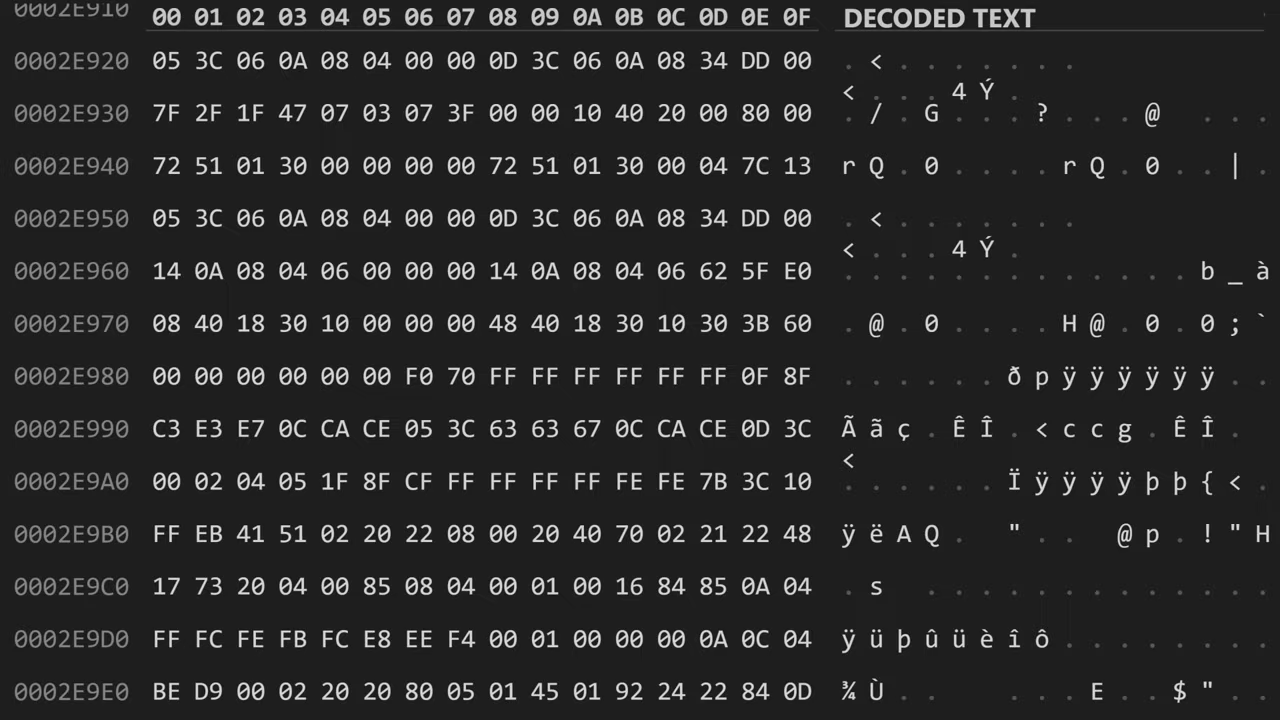 0002E910 00 01 02 03 04 05 06 07 08 09 0A 0B 0C 0D 0E 0F DECODED TEXT
0002E920 05 3C 06 0A 08 04 00 00 0D 3C 06 0A 08 34 DD 00 . < . . . . . . .
< . . . 4 Ý .
0002E930 7F 2F 1F 47 07 03 07 3F 00 00 10 40 20 00 80 00 . / . G . . . ? . . . @ . . .
0002E940 72 51 01 30 00 00 00 00 72 51 01 30 00 04 7C 13 r Q . 0 . . . . r Q . 0 . . | .
0002E950 05 3C 06 0A 08 04 00 00 0D 3C 06 0A 08 34 DD 00 . < . . . . . . .
< . . . 4 Ý .
0002E960 14 0A 08 04 06 00 00 00 14 0A 08 04 06 62 5F E0 . . . . . . . . . . . . . b _ à
0002E970 08 40 18 30 10 00 00 00 48 40 18 30 10 30 3B 60 . @ . 0 . . . . H @ . 0 . 0 ; `
0002E980 00 00 00 00 00 00 F0 70 FF FF FF FF FF FF 0F 8F . . . . . . ð p ÿ ÿ ÿ ÿ ÿ ÿ . .
0002E990 C3 E3 E7 0C CA CE 05 3C 63 63 67 0C CA CE 0D 3C Ã ã ç . Ê Î . < c c g . Ê Î .
<
0002E9A0 00 02 04 05 1F 8F CF FF FF FF FF FE FE 7B 3C 10 . . . . . . Ï ÿ ÿ ÿ ÿ þ þ { < .
0002E9B0 FF EB 41 51 02 20 22 08 00 20 40 70 02 21 22 48 ÿ ë A Q . " . . @ p . ! " H
0002E9C0 17 73 20 04 00 85 08 04 00 01 00 16 84 85 0A 04 . s . . . . . . . . . . . . .
0002E9D0 FF FC FE FB FC E8 EE F4 00 01 00 00 00 0A 0C 04 ÿ ü þ û ü è î ô . . . . . . . .
0002E9E0 BE D9 00 02 20 20 80 05 01 45 01 92 24 22 84 0D ¾ Ù . . . . . E . . $ " . .